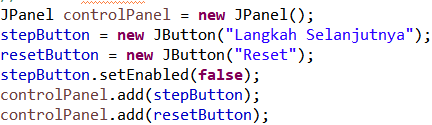 JPanel controlPanel = new JPanel();
stepButton = new JButton("Langkah Selanjutnya");
resetButton = new JButton("Reset");
stepButton.setEnabled(false);
controlPanel.add(stepButton);
controlPanel.add(resetButton);